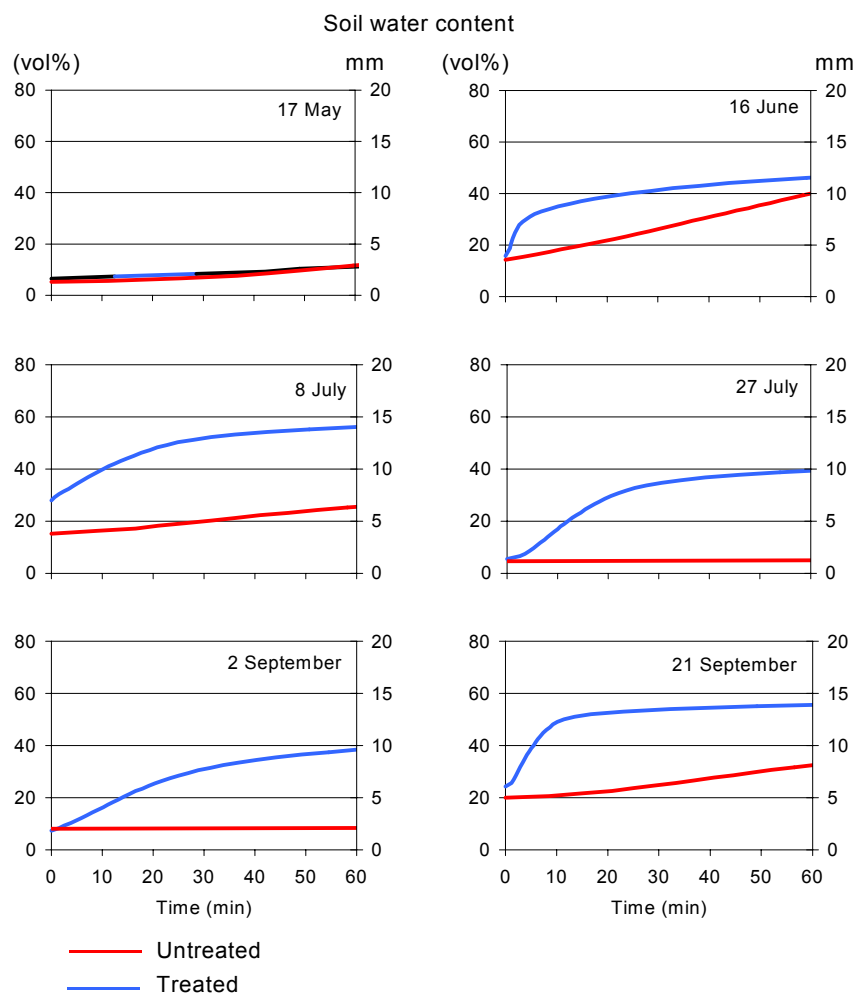 Soil water content
(vol%) mm (vol%) mm
80 20 80 20
17 May 16 June
60 15 60 15
40 10 40 10
20 5 20 5
0 0 0 0
80 20 80 20
8 July 27 July
60 15 60 15
40 10 40 10
20 5 20 5
0 0 0 0
80 20 80 20
2 September 21 September
60 15 60 15
40 10 40 10
20 5 20 5
0 0 0 0
0 10 20 30 40 50 60 0 10 20 30 40 50 60
Time (min) Time (min)
Untreated
Treated